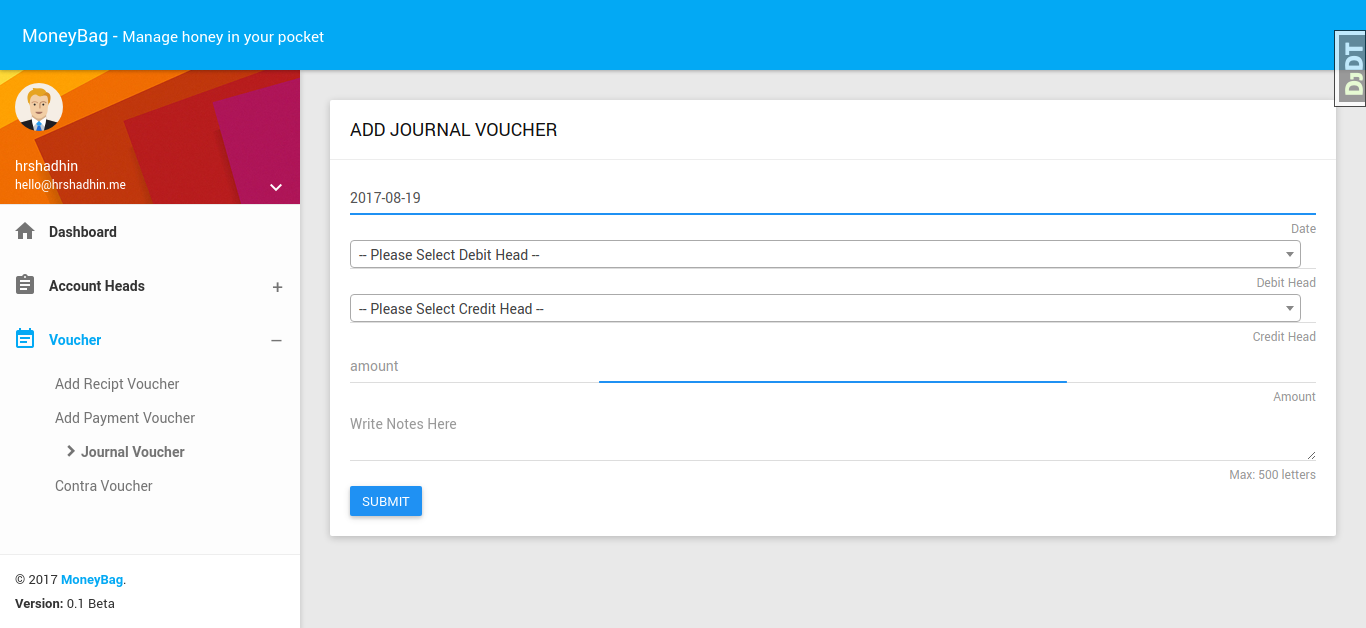 MoneyBag - Manage honey in your pocket
DjDT
hrshadhin
hello@hrshadhin.me
Dashboard
Account Heads +
Voucher −
Add Recipt Voucher
Add Payment Voucher
Journal Voucher
Contra Voucher
© 2017 MoneyBag.
Version: 0.1 Beta
ADD JOURNAL VOUCHER
2017-08-19
Date
-- Please Select Debit Head --
Debit Head
-- Please Select Credit Head --
Credit Head
amount
Amount
Write Notes Here
Max: 500 letters
SUBMIT